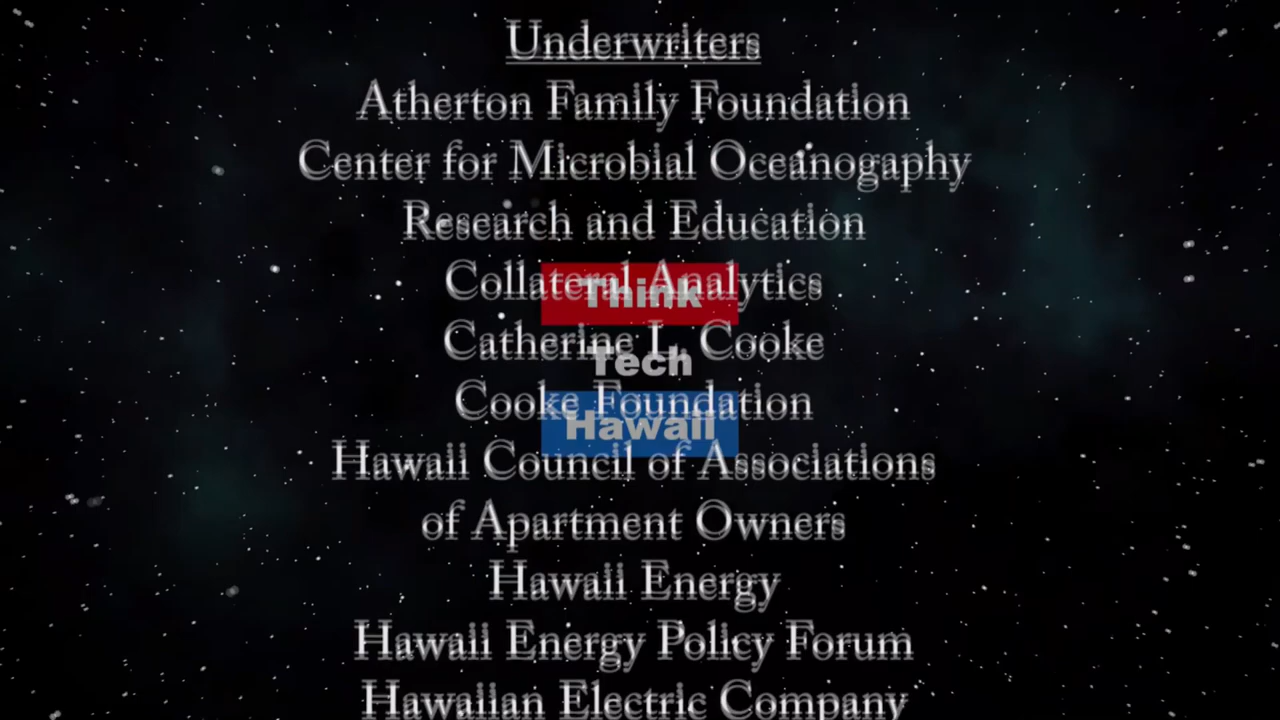 Underwriters
Atherton Family Foundation
Center for Microbial Oceanogaphy
Research and Education
Collateral Analytics
Think
Catherine L. Cooke
Tech
Cooke Foundation
Hawaii
Hawaii Council of Associations
of Apartment Owners
Hawaii Energy
Hawaii Energy Policy Forum
Hawaiian Electric Company